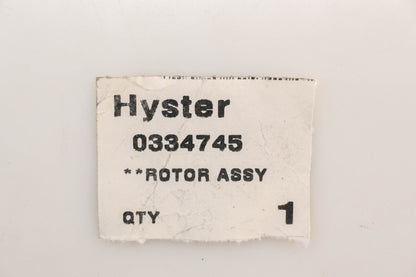 Hyster
0334745
**ROTOR ASSY
QTY 1